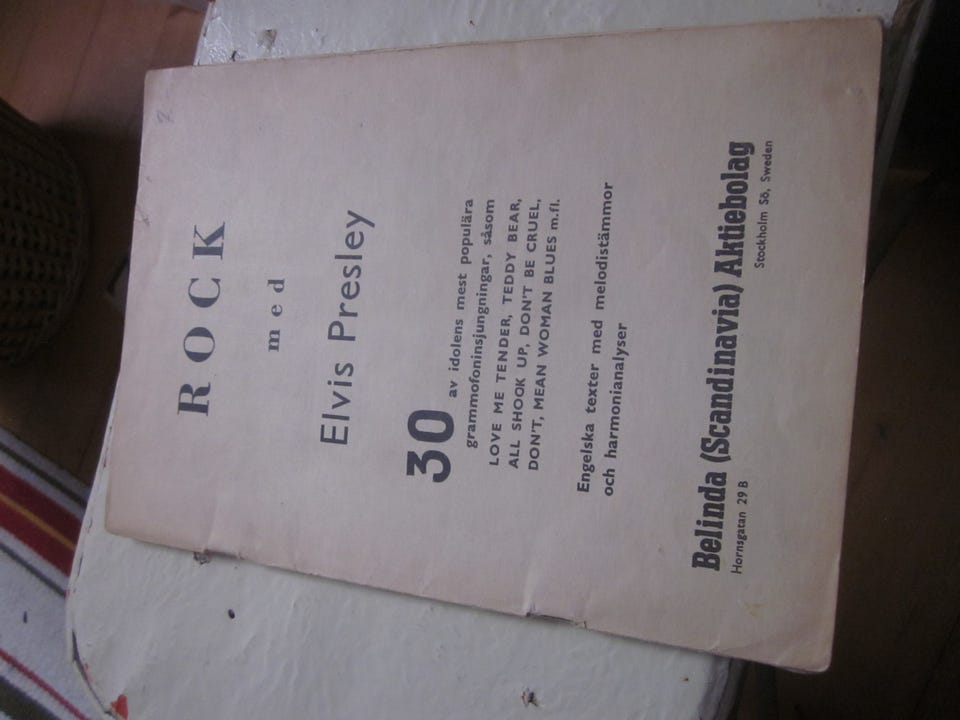 ROCK
med
Elvis Presley
30 av idolens mest populära
grammofoninsjungningar, såsom
LOVE ME TENDER, TEDDY BEAR,
ALL SHOOK UP, DON'T BE CRUEL,
DON'T, MEAN WOMAN BLUES m.fl.
Engelska texter med melodistämmor
och harmonianalyser
Belinda (Scandinavia) Aktiebolag
Hornsgatan 29 B Stockholm Sö, Sweden